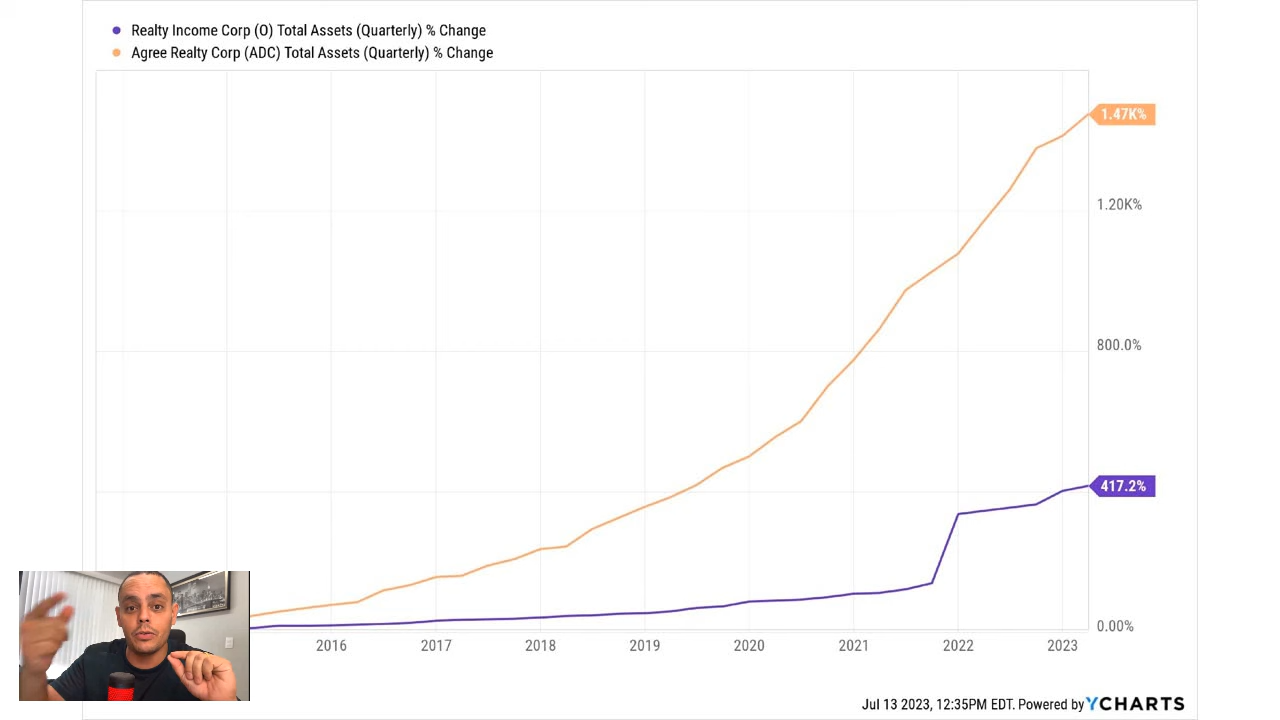 Realty Income Corp (O) Total Assets (Quarterly) % Change
Agree Realty Corp (ADC) Total Assets (Quarterly) % Change
1.47K%
1.20K%
800.0%
417.2%
0.00%
2016 2017 2018 2019 2020 2021 2022 2023
Jul 13 2023, 12:35PM EDT. Powered by YCHARTS